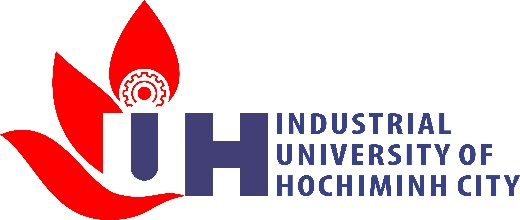 IUH
INDUSTRIAL
UNIVERSITY OF
HOCHIMINH CITY